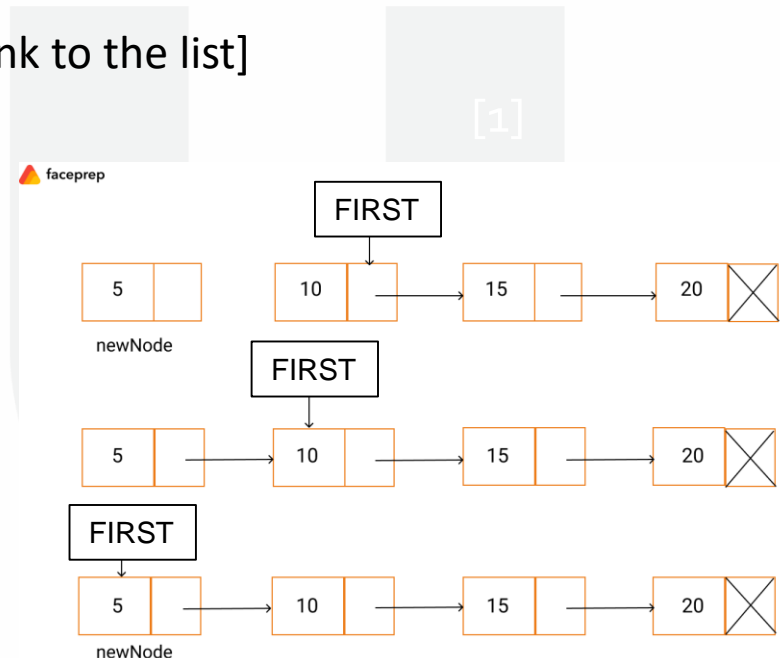 nk to the list]
[1]
faceprep
FIRST
5 10 15 20
newNode
FIRST
5 10 15 20
FIRST
5 10 15 20
newNode